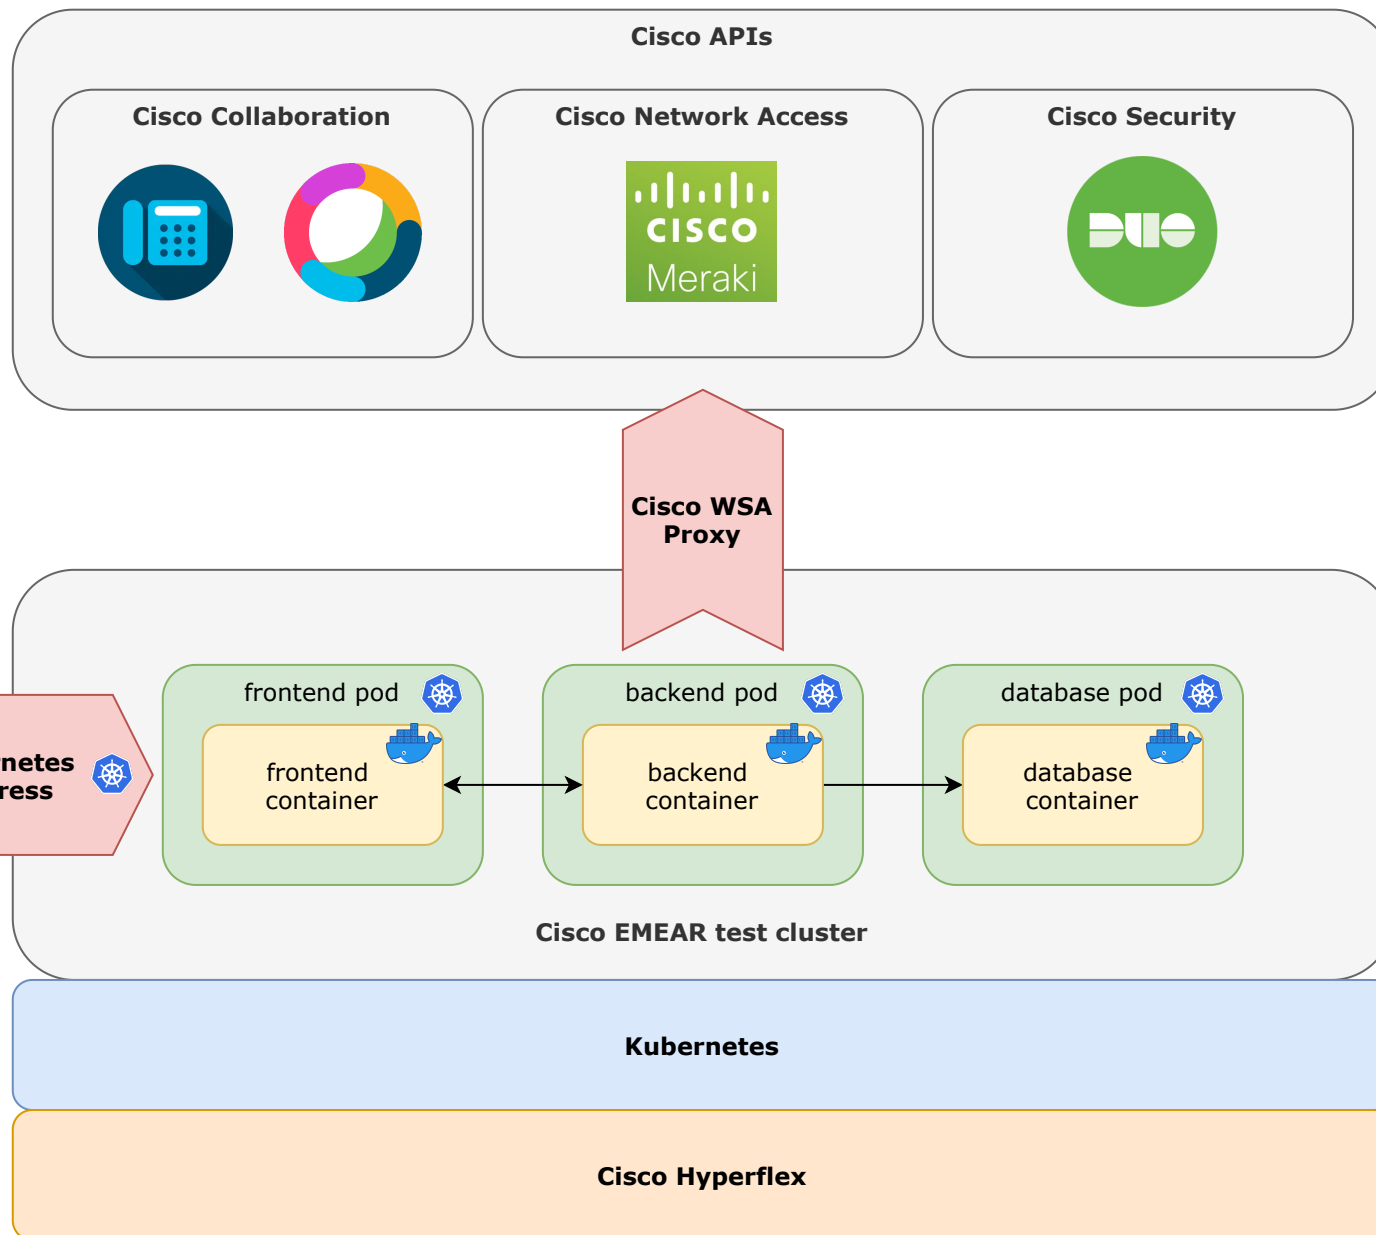 Cisco APIs
Cisco Collaboration
Cisco Network Access
Cisco Security
CISCO
Meraki
DUO
Cisco WSA
Proxy
frontend pod
backend pod
database pod
rnetes
ress
frontend
container
backend
container
database
container
Cisco EMEAR test cluster
Kubernetes
Cisco Hyperflex